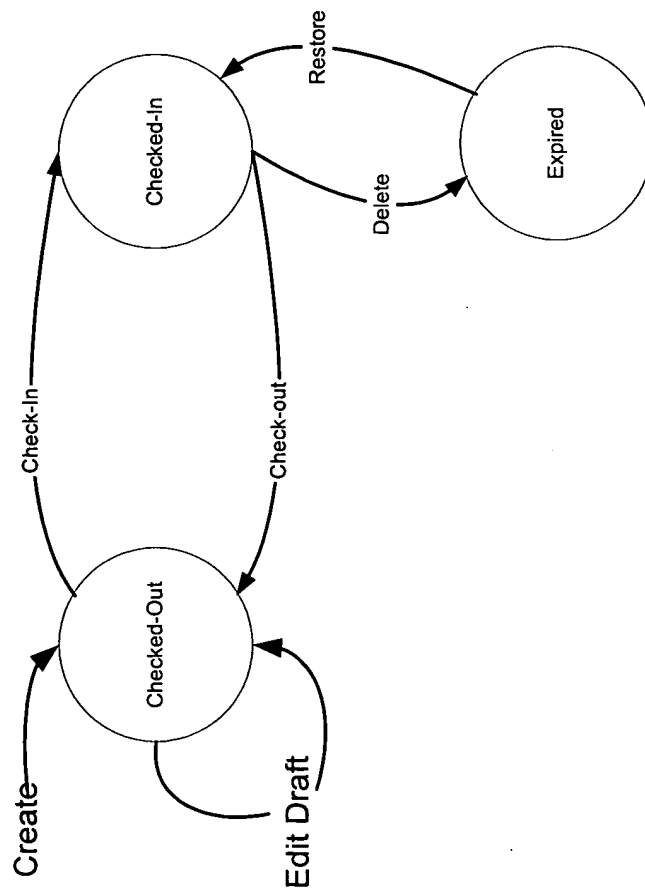 Create
Check-In
Checked-Out
Checked-In
Edit Draft
Check-out
Restore
Delete
Expired